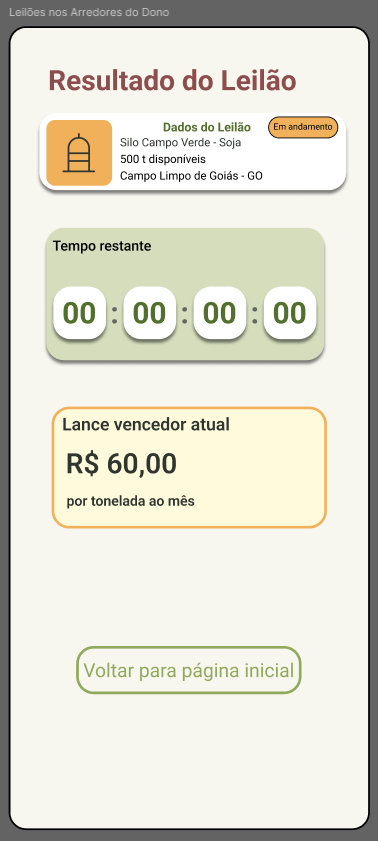 Leilões nos Arredores do Dono
Resultado do Leilão
Dados do Leilão
Em andamento
Silo Campo Verde - Soja
500 t disponíveis
Campo Limpo de Goiás - GO
Tempo restante
00 : 00 : 00 : 00
Lance vencedor atual
R$ 60,00
por tonelada ao mês
Voltar para página inicial